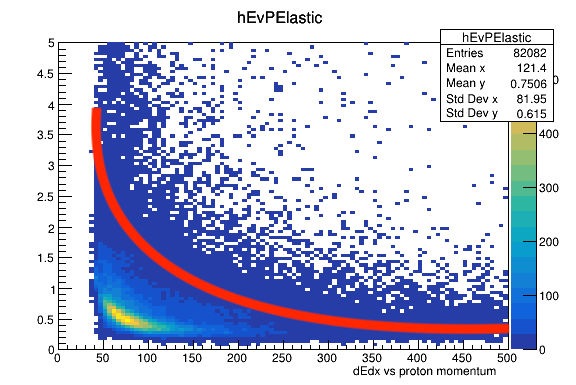 hEvPElastic
hEvPElastic
Entries 82082
Mean x 121.4
Mean y 0.7506
Std Dev x 81.95
Std Dev y 0.615
5
4.5
4
3.5
3
2.5
2
1.5
1
0.5
0
0 50 100 150 200 250 300 350 400 450 500
dEdx vs proton momentum
400
300
200
100
0